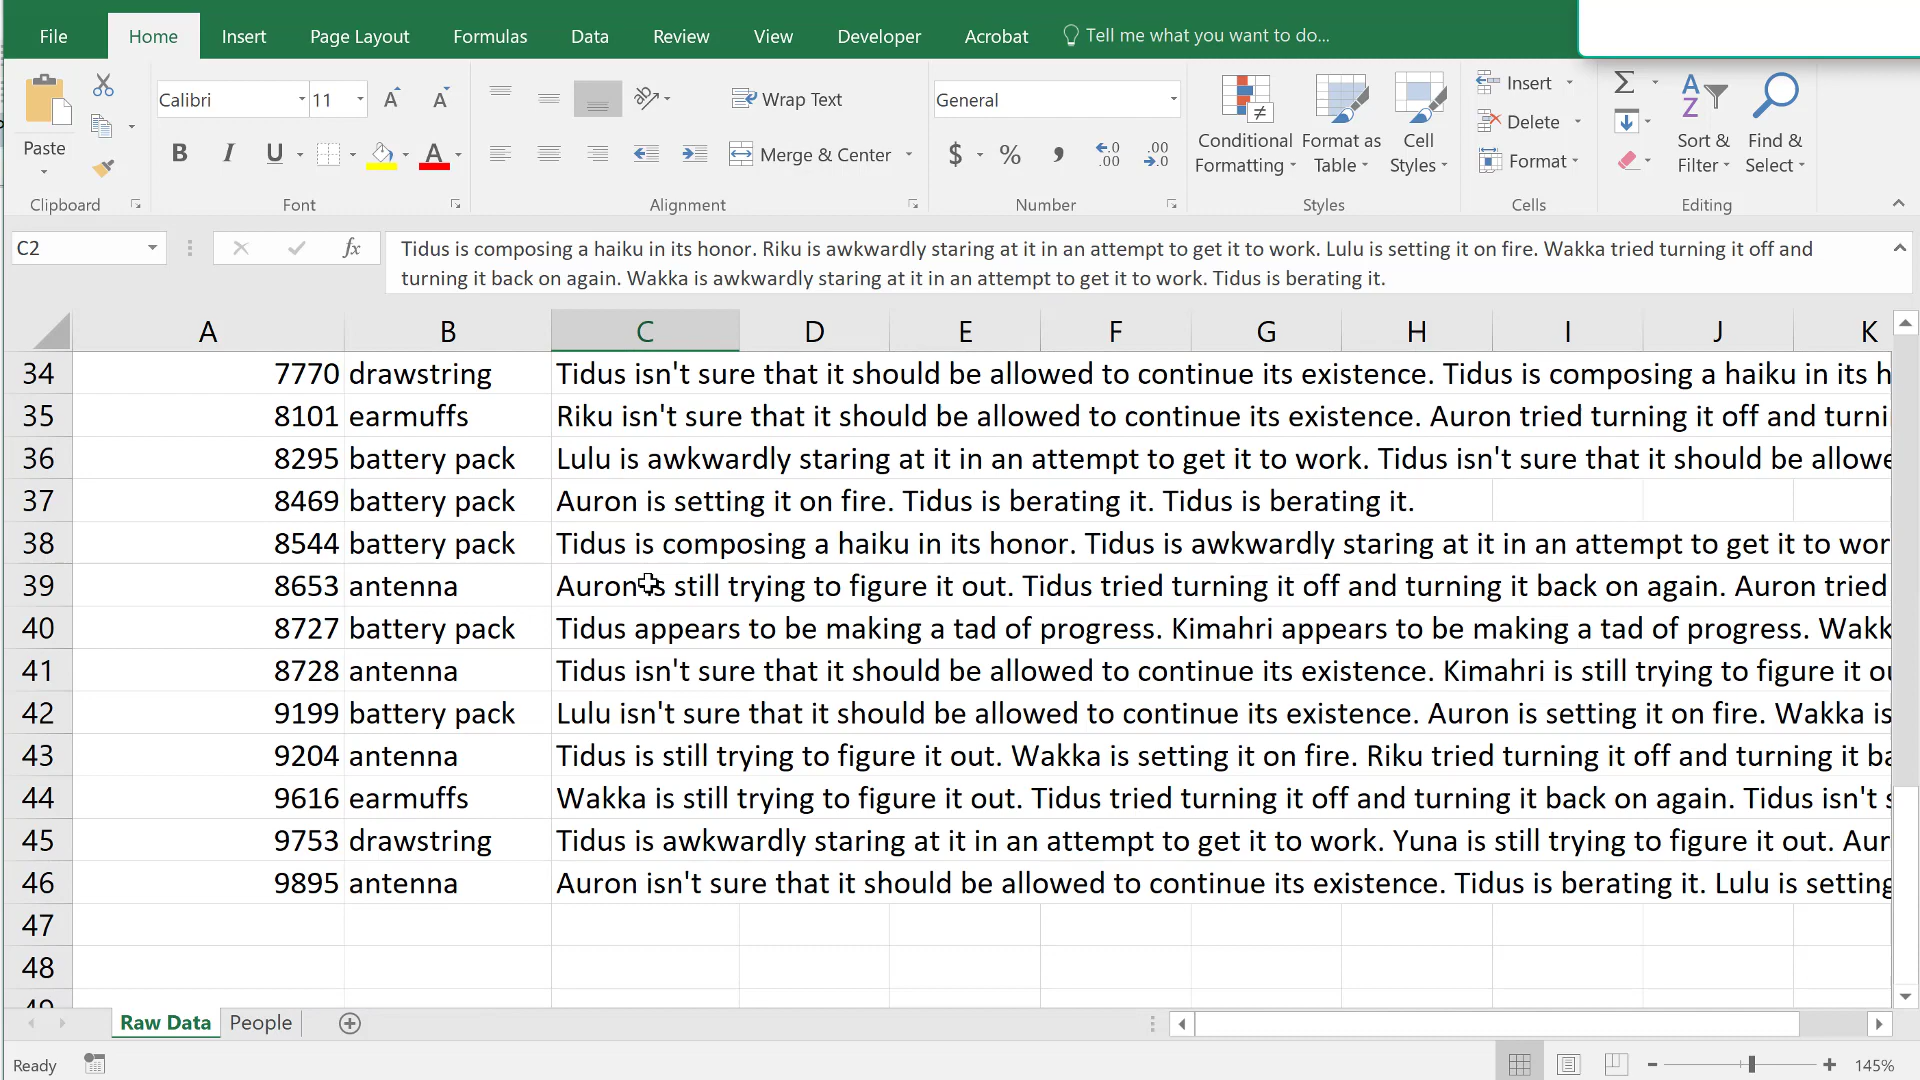 File Home Insert Page Layout Formulas Data Review View Developer Acrobat Tell me what you want to do...
Paste
Clipboard
Calibri 11 A A
B I U A
Font
Wrap Text
Merge & Center
Alignment
General
$ % , .00 .00
Number
Conditional Formatting
Format as Table
Cell Styles
Styles
Insert
Delete
Format
Cells
Σ
Sort & Filter
Find & Select
Editing
C2 fx Tidus is composing a haiku in its honor. Riku is awkwardly staring at it in an attempt to get it to work. Lulu is setting it on fire. Wakka tried turning it off and
turning it back on again. Wakka is awkwardly staring at it in an attempt to get it to work. Tidus is berating it.
A B C D E F G H I J K
34 7770 drawstring Tidus isn't sure that it should be allowed to continue its existence. Tidus is composing a haiku in its h
35 8101 earmuffs Riku isn't sure that it should be allowed to continue its existence. Auron tried turning it off and turni
36 8295 battery pack Lulu is awkwardly staring at it in an attempt to get it to work. Tidus isn't sure that it should be allowe
37 8469 battery pack Auron is setting it on fire. Tidus is berating it. Tidus is berating it.
38 8544 battery pack Tidus is composing a haiku in its honor. Tidus is awkwardly staring at it in an attempt to get it to wor
39 8653 antenna Auron is still trying to figure it out. Tidus tried turning it off and turning it back on again. Auron tried
40 8727 battery pack Tidus appears to be making a tad of progress. Kimahri appears to be making a tad of progress. Wakk
41 8728 antenna Tidus isn't sure that it should be allowed to continue its existence. Kimahri is still trying to figure it ou
42 9199 battery pack Lulu isn't sure that it should be allowed to continue its existence. Auron is setting it on fire. Wakka is
43 9204 antenna Tidus is still trying to figure it out. Wakka is setting it on fire. Riku tried turning it off and turning it ba
44 9616 earmuffs Wakka is still trying to figure it out. Tidus tried turning it off and turning it back on again. Tidus isn't s
45 9753 drawstring Tidus is awkwardly staring at it in an attempt to get it to work. Yuna is still trying to figure it out. Aur
46 9895 antenna Auron isn't sure that it should be allowed to continue its existence. Tidus is berating it. Lulu is setting
47
48
49
Raw Data People
Ready 145%